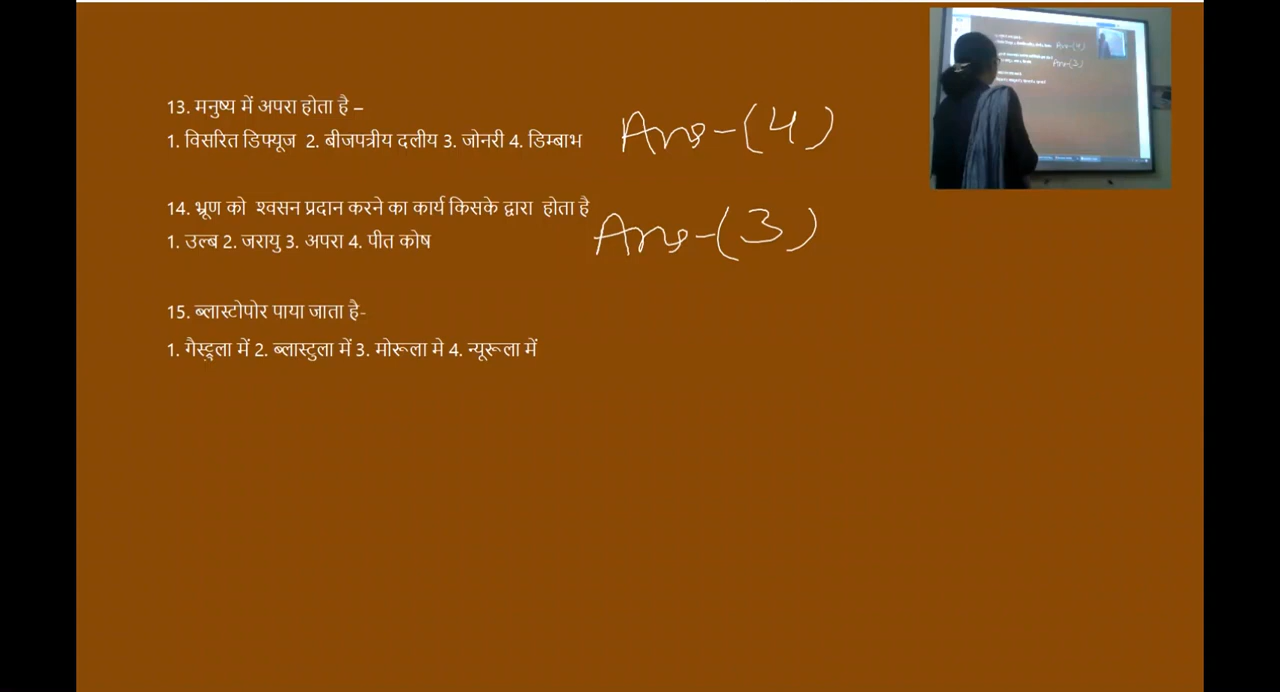 13. मनुष्य में अपरा होता है –
1. विसरित डिफ्यूज 2. बीजपत्रीय दलीय 3. जोनरी 4. डिम्बाभ
Ans-(4)
14. भ्रूण को श्वसन प्रदान करने का कार्य किसके द्वारा होता है
1. उल्ब 2. जरायु 3. अपरा 4. पीत कोष
Ans-(3)
15. ब्लास्टोपोर पाया जाता है-
1. गैस्ट्रुला में 2. ब्लास्टुला में 3. मोरूला मे 4. न्यूरूला में